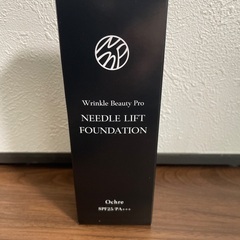 Wrinkle Beauty Pro
NEEDLE LIFT
FOUNDATION
Ochre
SPF25/PA+++